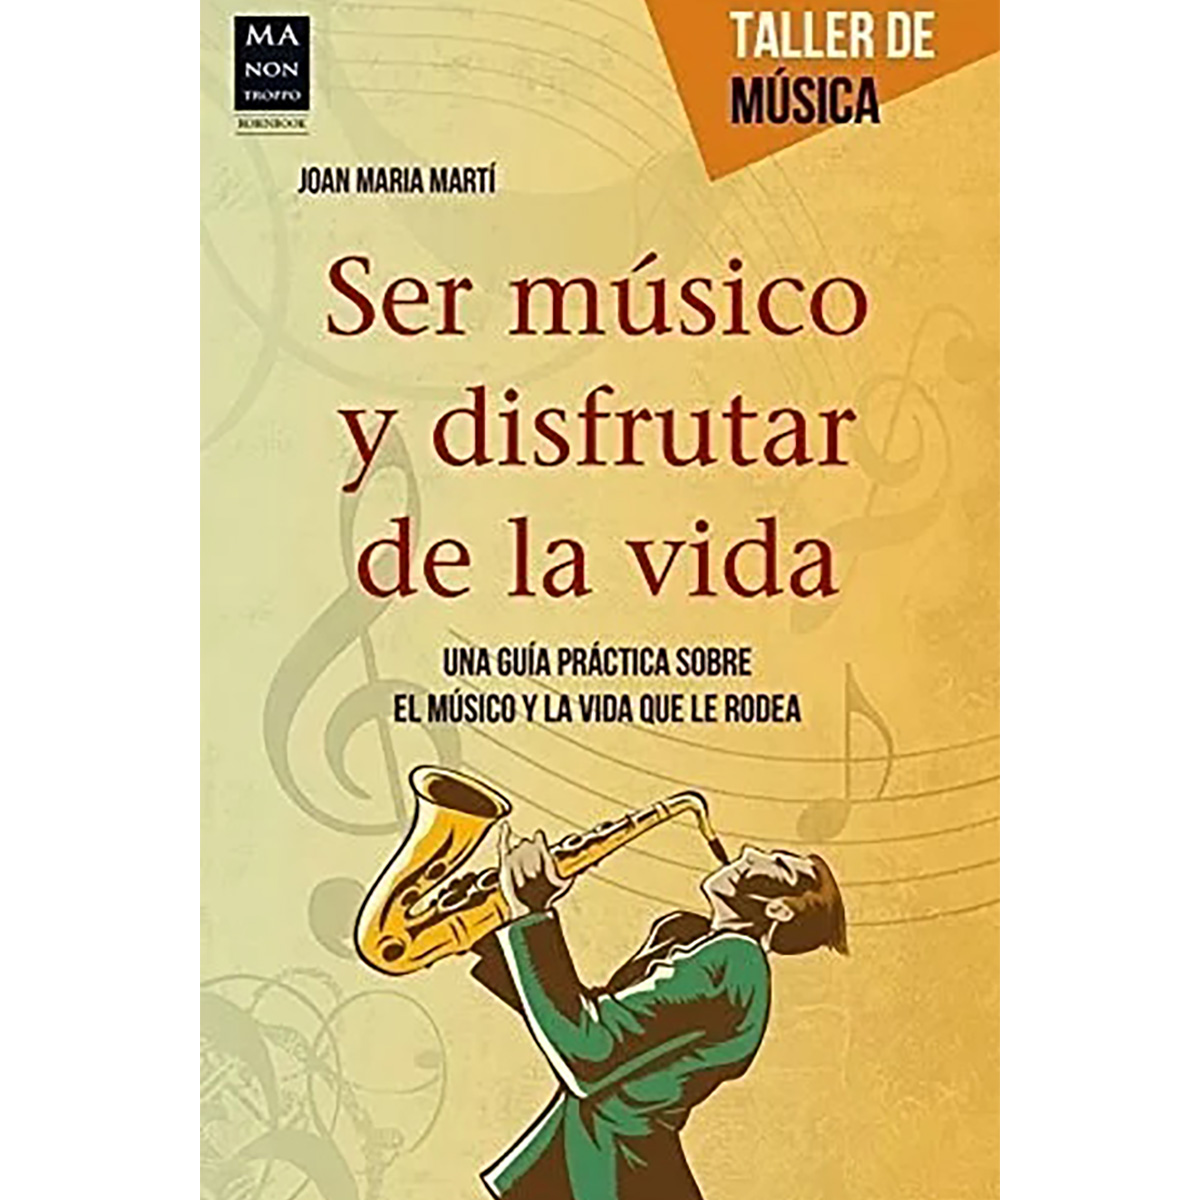 MA
NON
TROPPO
ROBINBOOK
TALLER DE
MÚSICA
JOAN MARIA MARTÍ
Ser músico
y disfrutar
de la vida
UNA GUÍA PRÁCTICA SOBRE
EL MÚSICO Y LA VIDA QUE LE RODEA